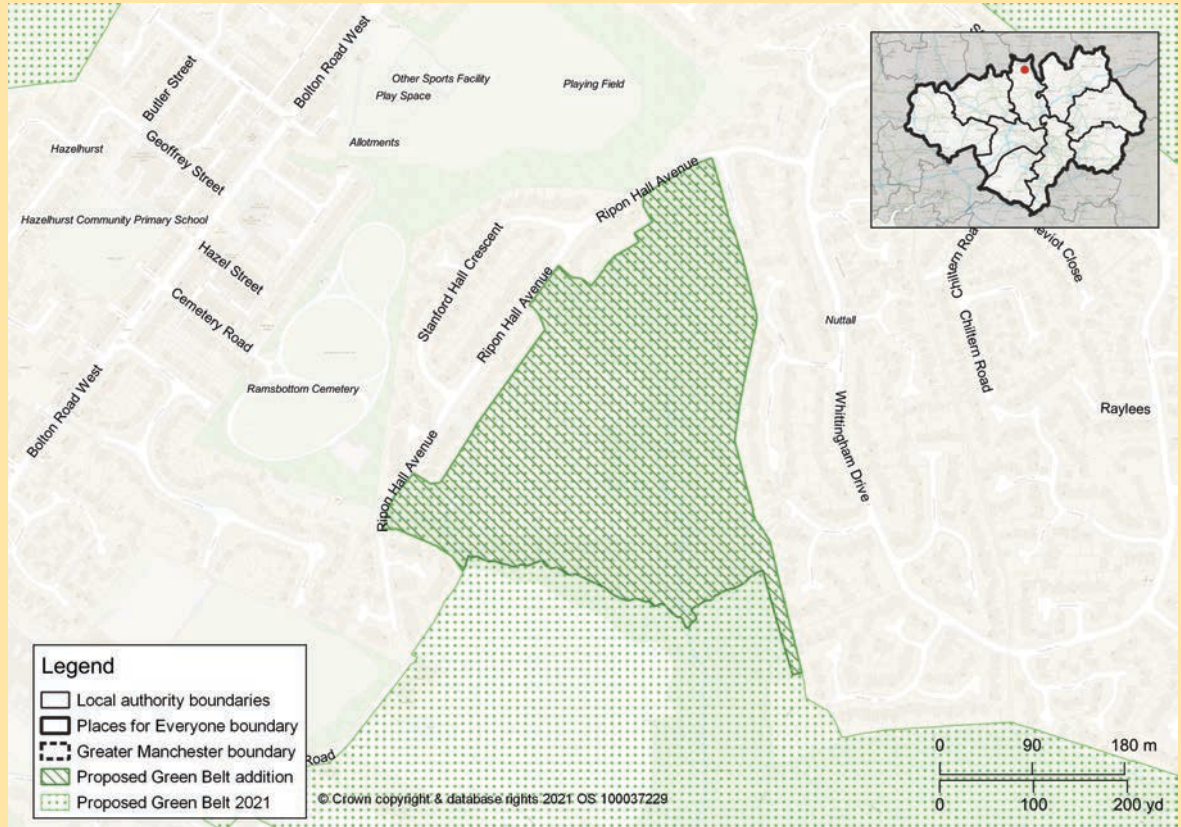 Butler Street
Bolton Road West
Other Sports Facility
Play Space
Playing Field
Hazelhurst
Geoffrey Street
Allotments
Hazelhurst Community Primary School
Ripon Hall Avenue
Hazel Street
Stanford Hall Crescent
Cemetery Road
Ripon Hall Avenue
Chiltern Road
Chiltern Road
Nuttall
Ramsbottom Cemetery
Raylees
Bolton Road West
Whittingham Drive
Ripon Hall Avenue
Legend
Local authority boundaries
Places for Everyone boundary
Greater Manchester boundary
Proposed Green Belt addition
Proposed Green Belt 2021
Road
© Crown copyright & database rights 2021 OS 100037229
0 90 180 m
0 100 200 yd